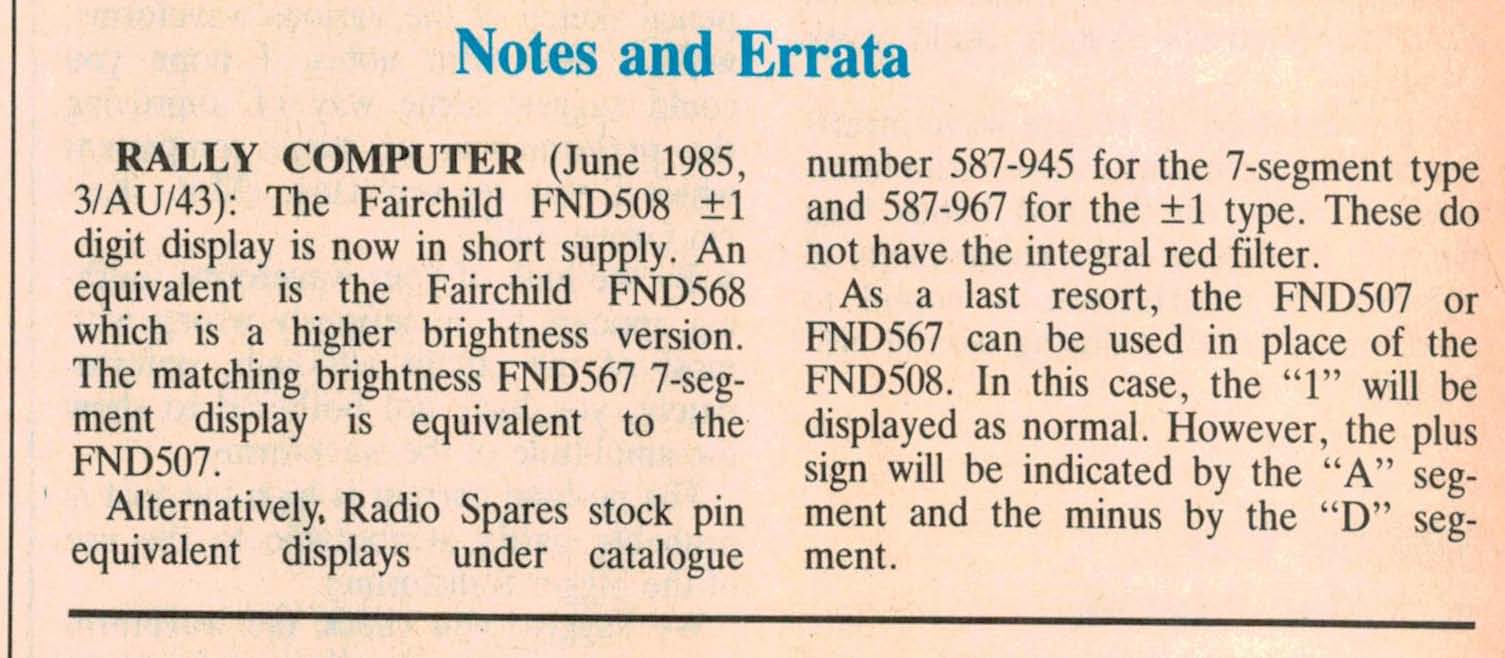 Notes and Errata
RALLY COMPUTER (June 1985,
3/AU/43): The Fairchild FND508 ±1
digit display is now in short supply. An
equivalent is the Fairchild FND568
which is a higher brightness version.
The matching brightness FND567 7-seg-
ment display is equivalent to the
FND507.
Alternatively, Radio Spares stock pin
equivalent displays under catalogue
number 587-945 for the 7-segment type
and 587-967 for the ±1 type. These do
not have the integral red filter.
As a last resort, the FND507 or
FND567 can be used in place of the
FND508. In this case, the “1” will be
displayed as normal. However, the plus
sign will be indicated by the “A” seg-
ment and the minus by the “D” seg-
ment.